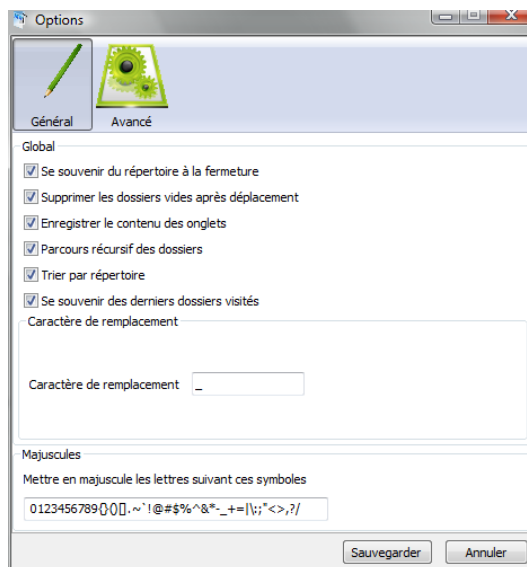 Options
Général
Avancé
Global
Se souvenir du répertoire à la fermeture
Supprimer les dossiers vides après déplacement
Enregistrer le contenu des onglets
Parcours récursif des dossiers
Trier par répertoire
Se souvenir des derniers dossiers visités
Caractère de remplacement
Caractère de remplacement _
Majuscules
Mettre en majuscule les lettres suivant ces symboles
0123456789{}()[].~`!@#$%^&*-_+=|\:;"<>,?/
Sauvegarder Annuler